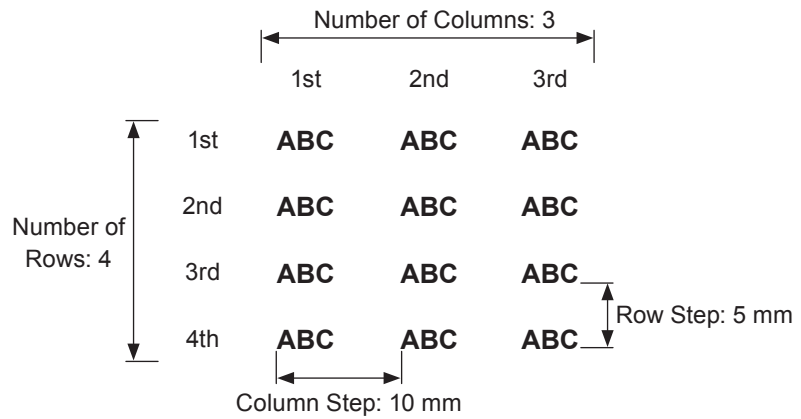 Number of Columns: 3
1st 2nd 3rd
1st ABC ABC ABC
2nd ABC ABC ABC
Number of
Rows: 4
3rd ABC ABC ABC
Row Step: 5 mm
4th ABC ABC ABC
Column Step: 10 mm